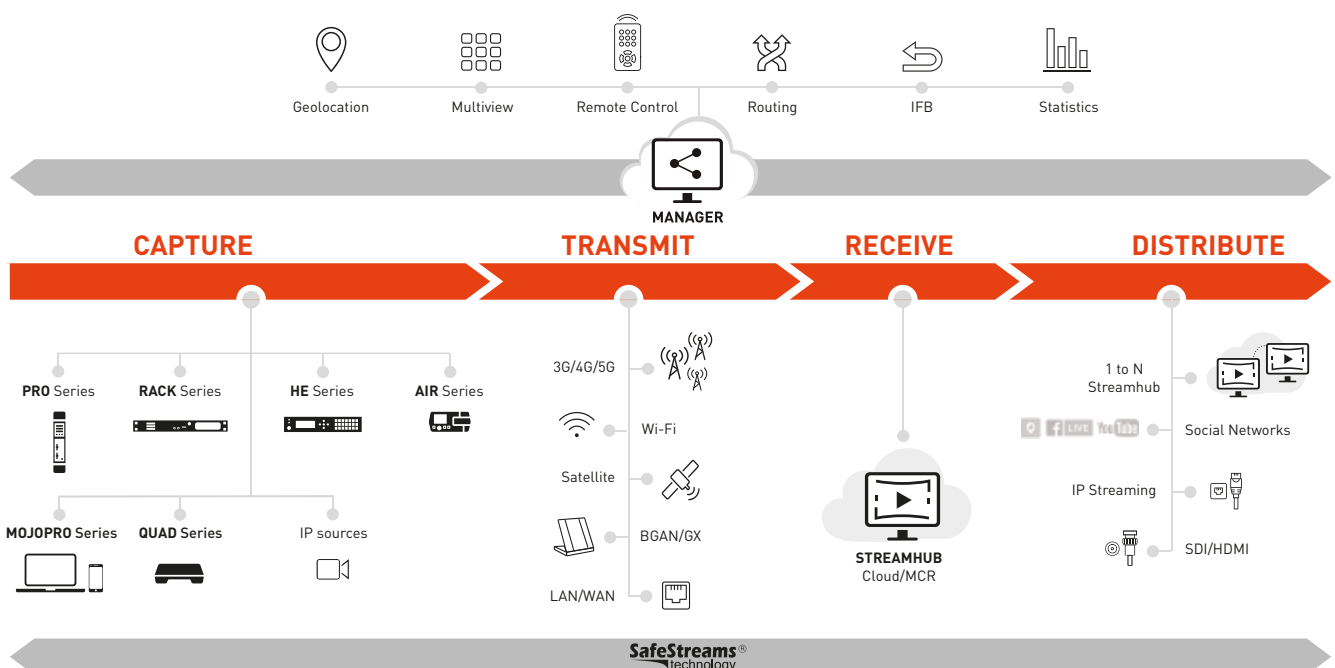 Geolocation
Multiview
Remote Control
Routing
IFB
Statistics
MANAGER
CAPTURE
TRANSMIT
RECEIVE
DISTRIBUTE
PRO Series
RACK Series
HE Series
AIR Series
MOJOPRO Series
QUAD Series
IP sources
3G/4G/5G
Wi-Fi
Satellite
BGAN/GX
LAN/WAN
STREAMHUB
Cloud/MCR
1 to N
Streamhub
f LIVE YouTube
Social Networks
IP Streaming
SDI/HDMI
SafeStreams®
technology